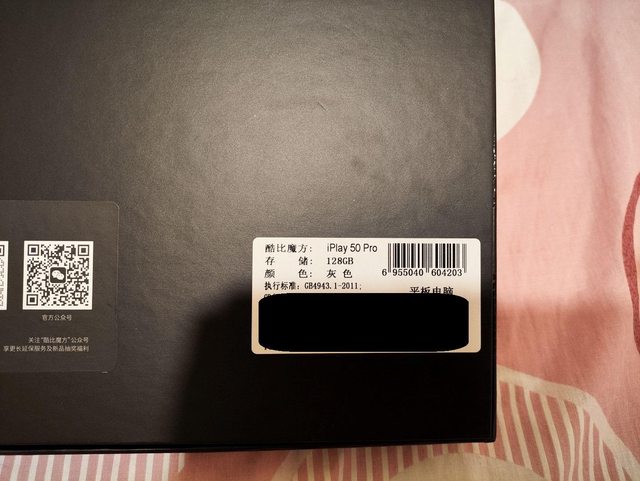 酷比魔方: iPlay 50 Pro
存 储: 128GB
颜 色: 灰 色
6 955040 604203
执行标准: GB4943.1-2011;
平板电脑
官方公众号
关注"酷比魔方"公众号
享更长延保服务及新品抽奖福利